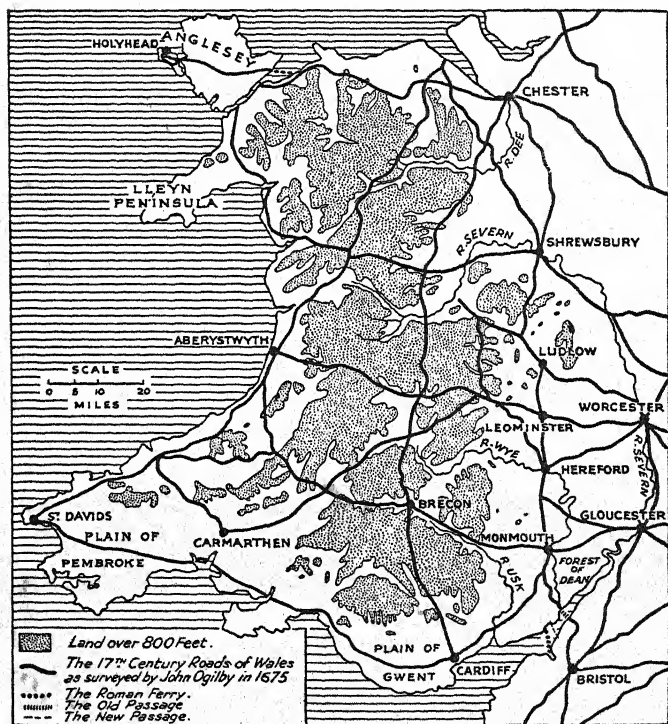 ANGLESEY
HOLYHEAD
CHESTER
R. DEE
LLEYN
PENINSULA
R. SEVERN
SHREWSBURY
ABERYSTWYTH
LUDLOW
SCALE
0 5 10 20
MILES
WORCESTER
LEOMINSTER
R. WYE
R. SEVERN
HEREFORD
ST. DAVIDS
BRECON
GLOUCESTER
PLAIN OF
PEMBROKE
CARMARTHEN
MONMOUTH
FOREST
OF
DEAN
R. USK
PLAIN OF
GWENT
CARDIFF
BRISTOL
Land over 800 Feet.
The 17TH Century Roads of Wales
as surveyed by John Ogilby in 1675
The Roman Ferry.
The Old Passage
The New Passage.